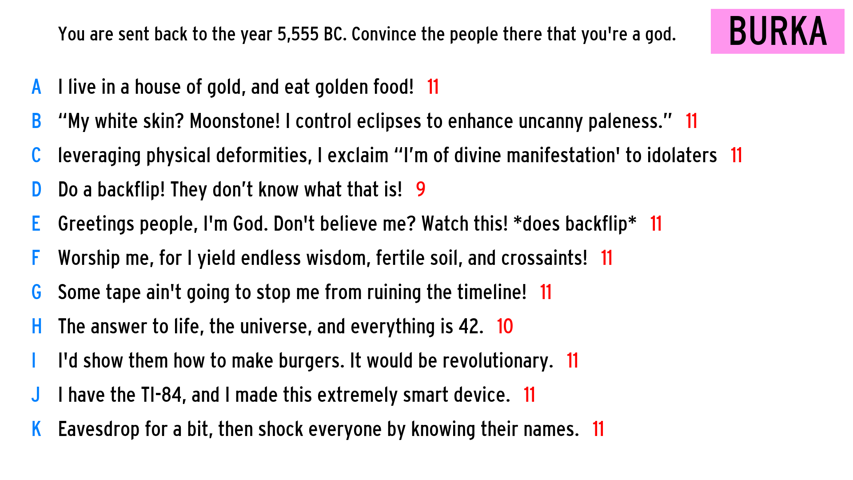 You are sent back to the year 5,555 BC. Convince the people there that you're a god.
BURKA
A I live in a house of gold, and eat golden food! 11
B “My white skin? Moonstone! I control eclipses to enhance uncanny paleness.” 11
C leveraging physical deformities, I exclaim “I’m of divine manifestation' to idolaters 11
D Do a backflip! They don’t know what that is! 9
E Greetings people, I'm God. Don't believe me? Watch this! *does backflip* 11
F Worship me, for I yield endless wisdom, fertile soil, and crossaints! 11
G Some tape ain't going to stop me from ruining the timeline! 11
H The answer to life, the universe, and everything is 42. 10
I I'd show them how to make burgers. It would be revolutionary. 11
J I have the TI-84, and I made this extremely smart device. 11
K Eavesdrop for a bit, then shock everyone by knowing their names. 11